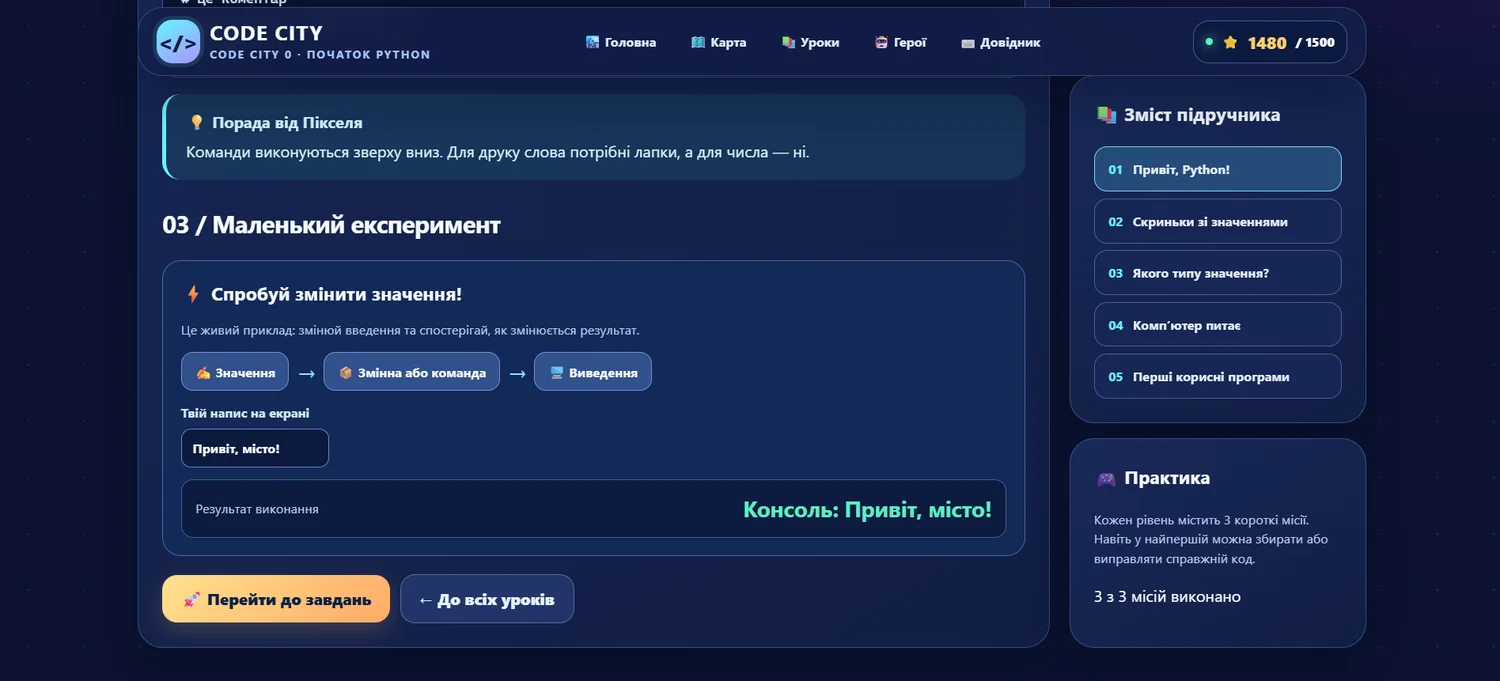 # Це коментар
CODE CITY
CODE CITY 0 · ПОЧАТОК PYTHON
Головна
Карта
Уроки
Герої
Довідник
1480 / 1500
Порада від Пікселя
Команди виконуються зверху вниз. Для друку слова потрібні лапки, а для числа — ні.
03 / Маленький експеримент
Спробуй змінити значення!
Це живий приклад: змінюй введення та спостерігай, як змінюється результат.
Значення → Змінна або команда → Виведення
Твій напис на екрані
Привіт, місто!
Результат виконання
Консоль: Привіт, місто!
Перейти до завдань
← До всіх уроків
Зміст підручника
01 Привіт, Python!
02 Скриньки зі значеннями
03 Якого типу значення?
04 Комп’ютер питає
05 Перші корисні програми
Практика
Кожен рівень містить 3 короткі місії.
Навіть у найпершій можна збирати або
виправляти справжній код.
3 з 3 місій виконано